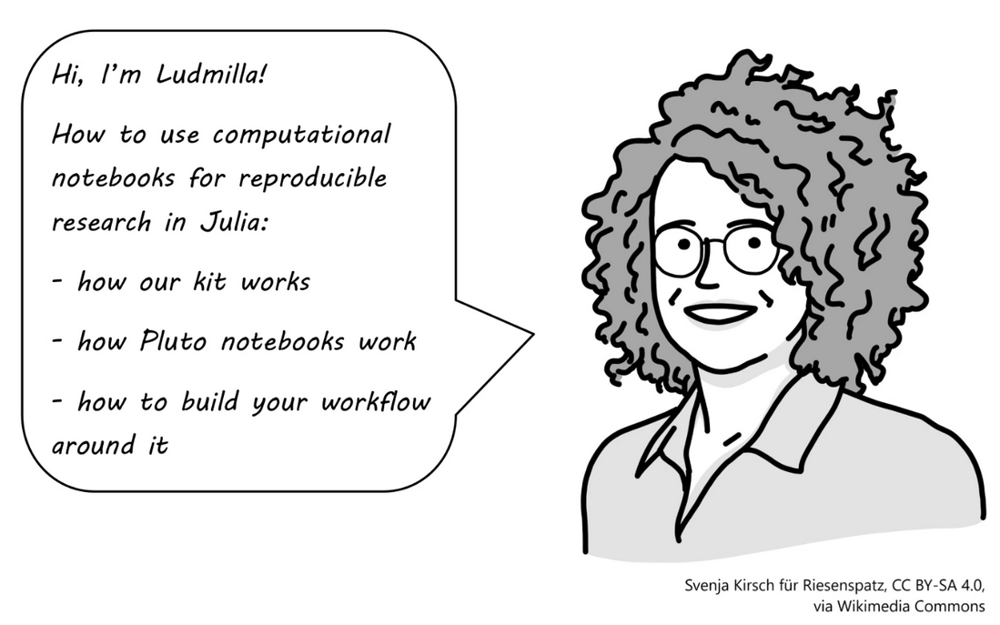 Hi, I'm Ludmilla!
How to use computational
notebooks for reproducible
research in Julia:
- how our kit works
- how Pluto notebooks work
- how to build your workflow
around it
Svenja Kirsch für Riesenspatz, CC BY-SA 4.0,
via Wikimedia Commons